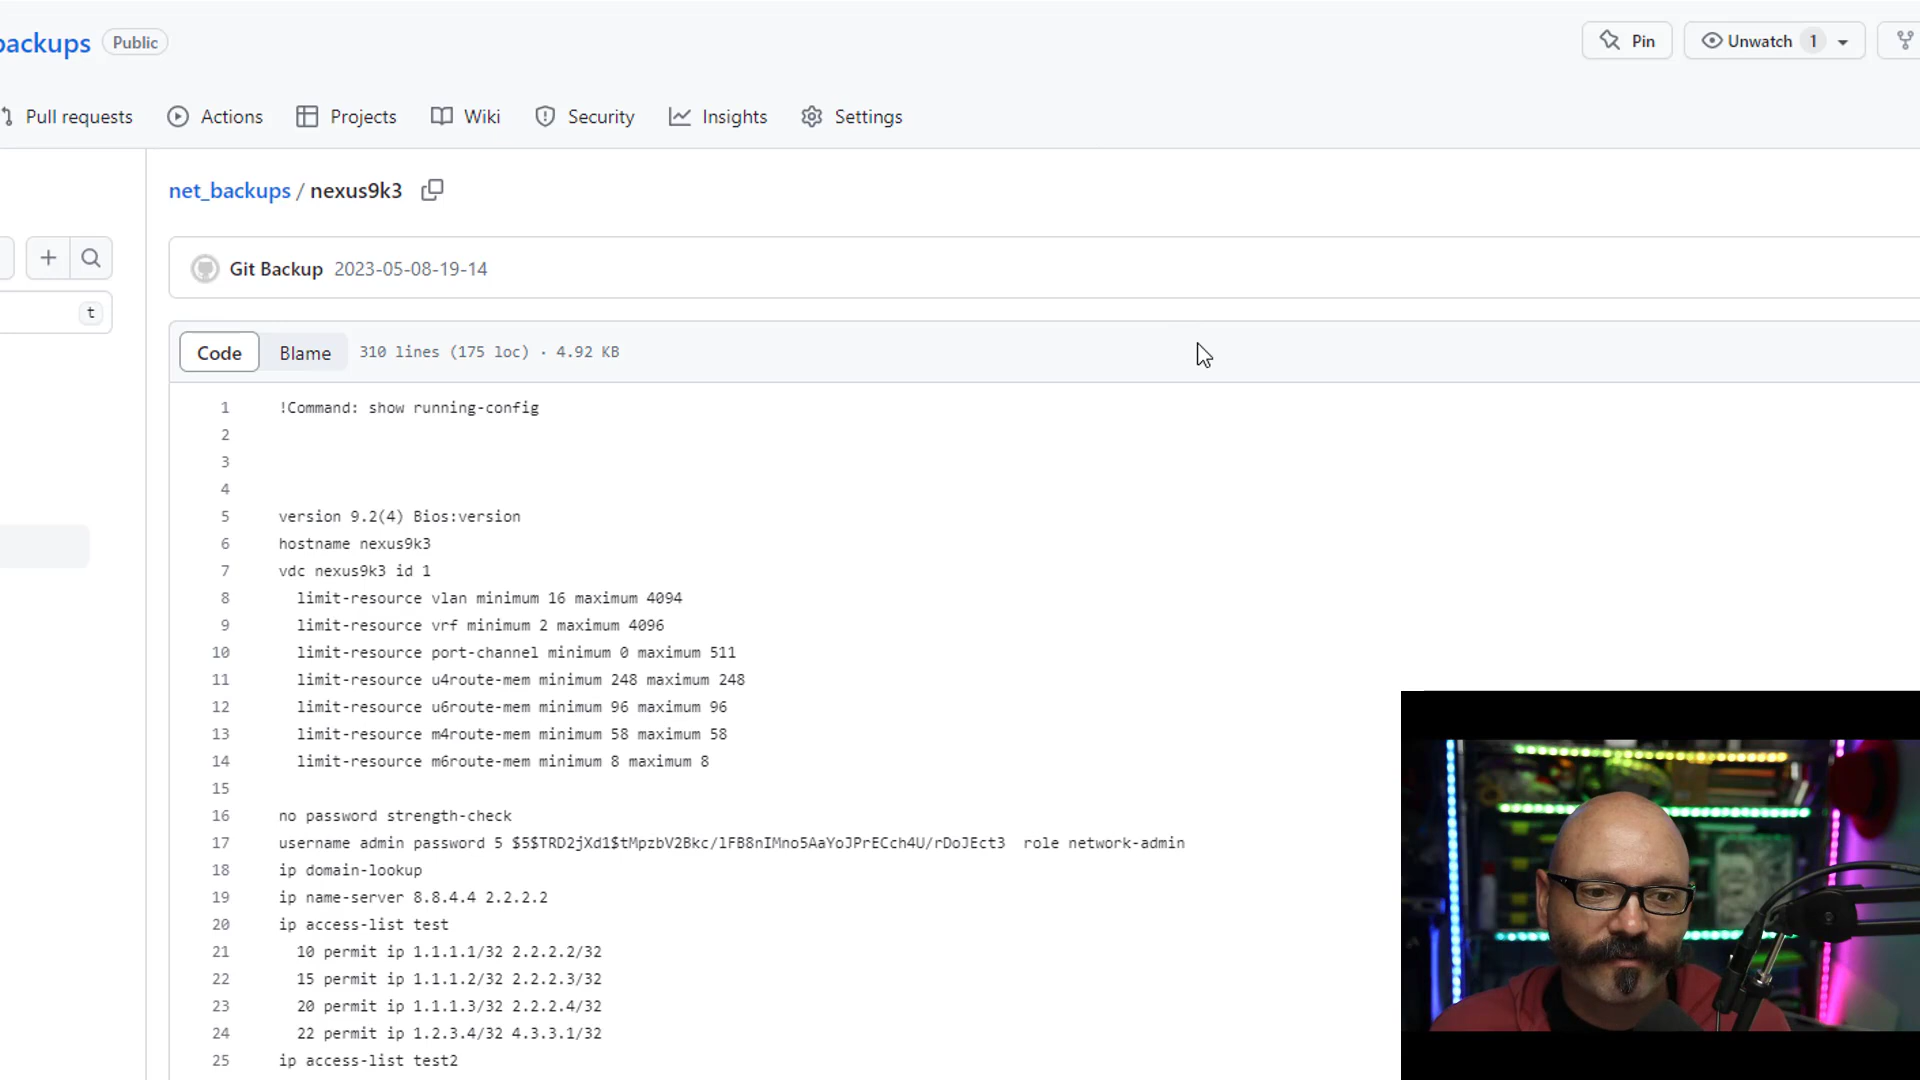 backups Public
Pin Unwatch 1
Pull requests Actions Projects Wiki Security Insights Settings
net_backups / nexus9k3
t
Git Backup 2023-05-08-19-14
Code Blame 310 lines (175 loc) · 4.92 KB
1 !Command: show running-config
2
3
4
5 version 9.2(4) Bios:version
6 hostname nexus9k3
7 vdc nexus9k3 id 1
8 limit-resource vlan minimum 16 maximum 4094
9 limit-resource vrf minimum 2 maximum 4096
10 limit-resource port-channel minimum 0 maximum 511
11 limit-resource u4route-mem minimum 248 maximum 248
12 limit-resource u6route-mem minimum 96 maximum 96
13 limit-resource m4route-mem minimum 58 maximum 58
14 limit-resource m6route-mem minimum 8 maximum 8
15
16 no password strength-check
17 username admin password 5 $5$TRD2jXd1$tMpzbV2Bkc/lFB8nIMno5AaYoJPrECch4U/rDoJEct3 role network-admin
18 ip domain-lookup
19 ip name-server 8.8.4.4 2.2.2.2
20 ip access-list test
21 10 permit ip 1.1.1.1/32 2.2.2.2/32
22 15 permit ip 1.1.1.2/32 2.2.2.3/32
23 20 permit ip 1.1.1.3/32 2.2.2.4/32
24 22 permit ip 1.2.3.4/32 4.3.3.1/32
25 ip access-list test2